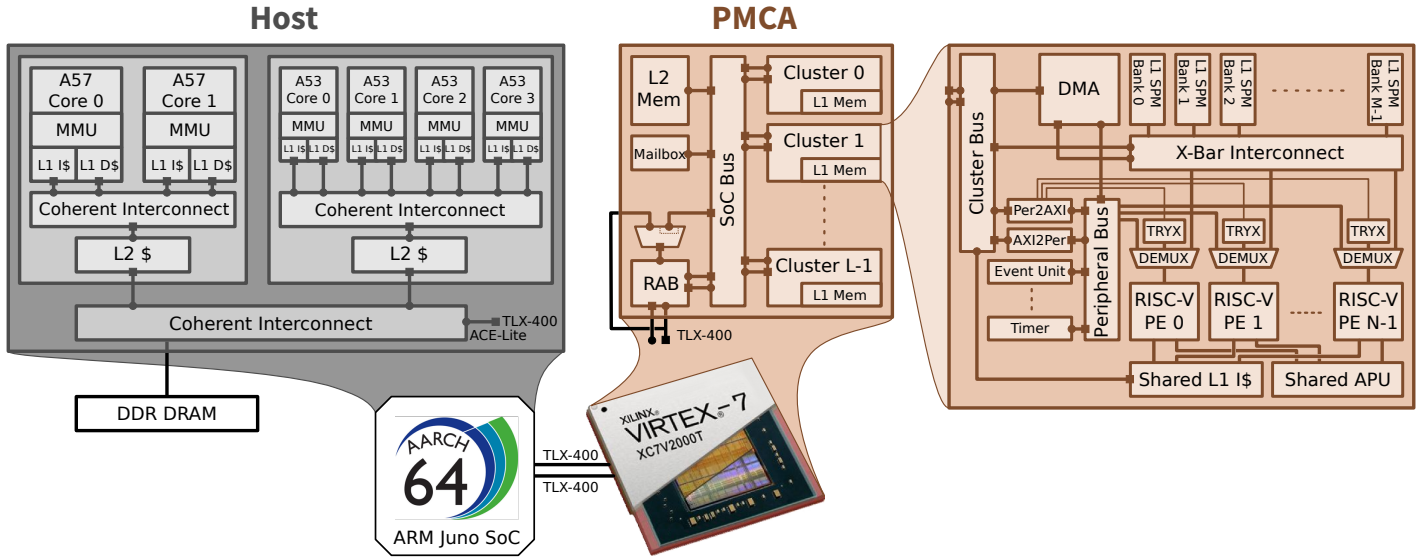 Host
A57
Core 0
MMU
L1 I$ L1 D$
A57
Core 1
MMU
L1 I$ L1 D$
Coherent Interconnect
L2 $
A53
Core 0
MMU
L1 I$ L1 D$
A53
Core 1
MMU
L1 I$ L1 D$
A53
Core 2
MMU
L1 I$ L1 D$
A53
Core 3
MMU
L1 I$ L1 D$
Coherent Interconnect
L2 $
Coherent Interconnect
TLX-400
ACE-Lite
DDR DRAM
AARCH
64
ARM Juno SoC
TLX-400
TLX-400
PMCA
L2
Mem
Mailbox
RAB
SoC Bus
Cluster 0
L1 Mem
Cluster 1
L1 Mem
Cluster L-1
L1 Mem
TLX-400
XILINX®
VIRTEX®-7
XC7V2000T
Cluster Bus
DMA
L1 SPM
Bank 0
L1 SPM
Bank 1
L1 SPM
Bank 2
L1 SPM
Bank M-1
X-Bar Interconnect
Per2AXI
AXI2Per
Event Unit
Timer
Peripheral Bus
TRYX
DEMUX
RISC-V
PE 0
TRYX
DEMUX
RISC-V
PE 1
TRYX
DEMUX
RISC-V
PE N-1
Shared L1 I$
Shared APU